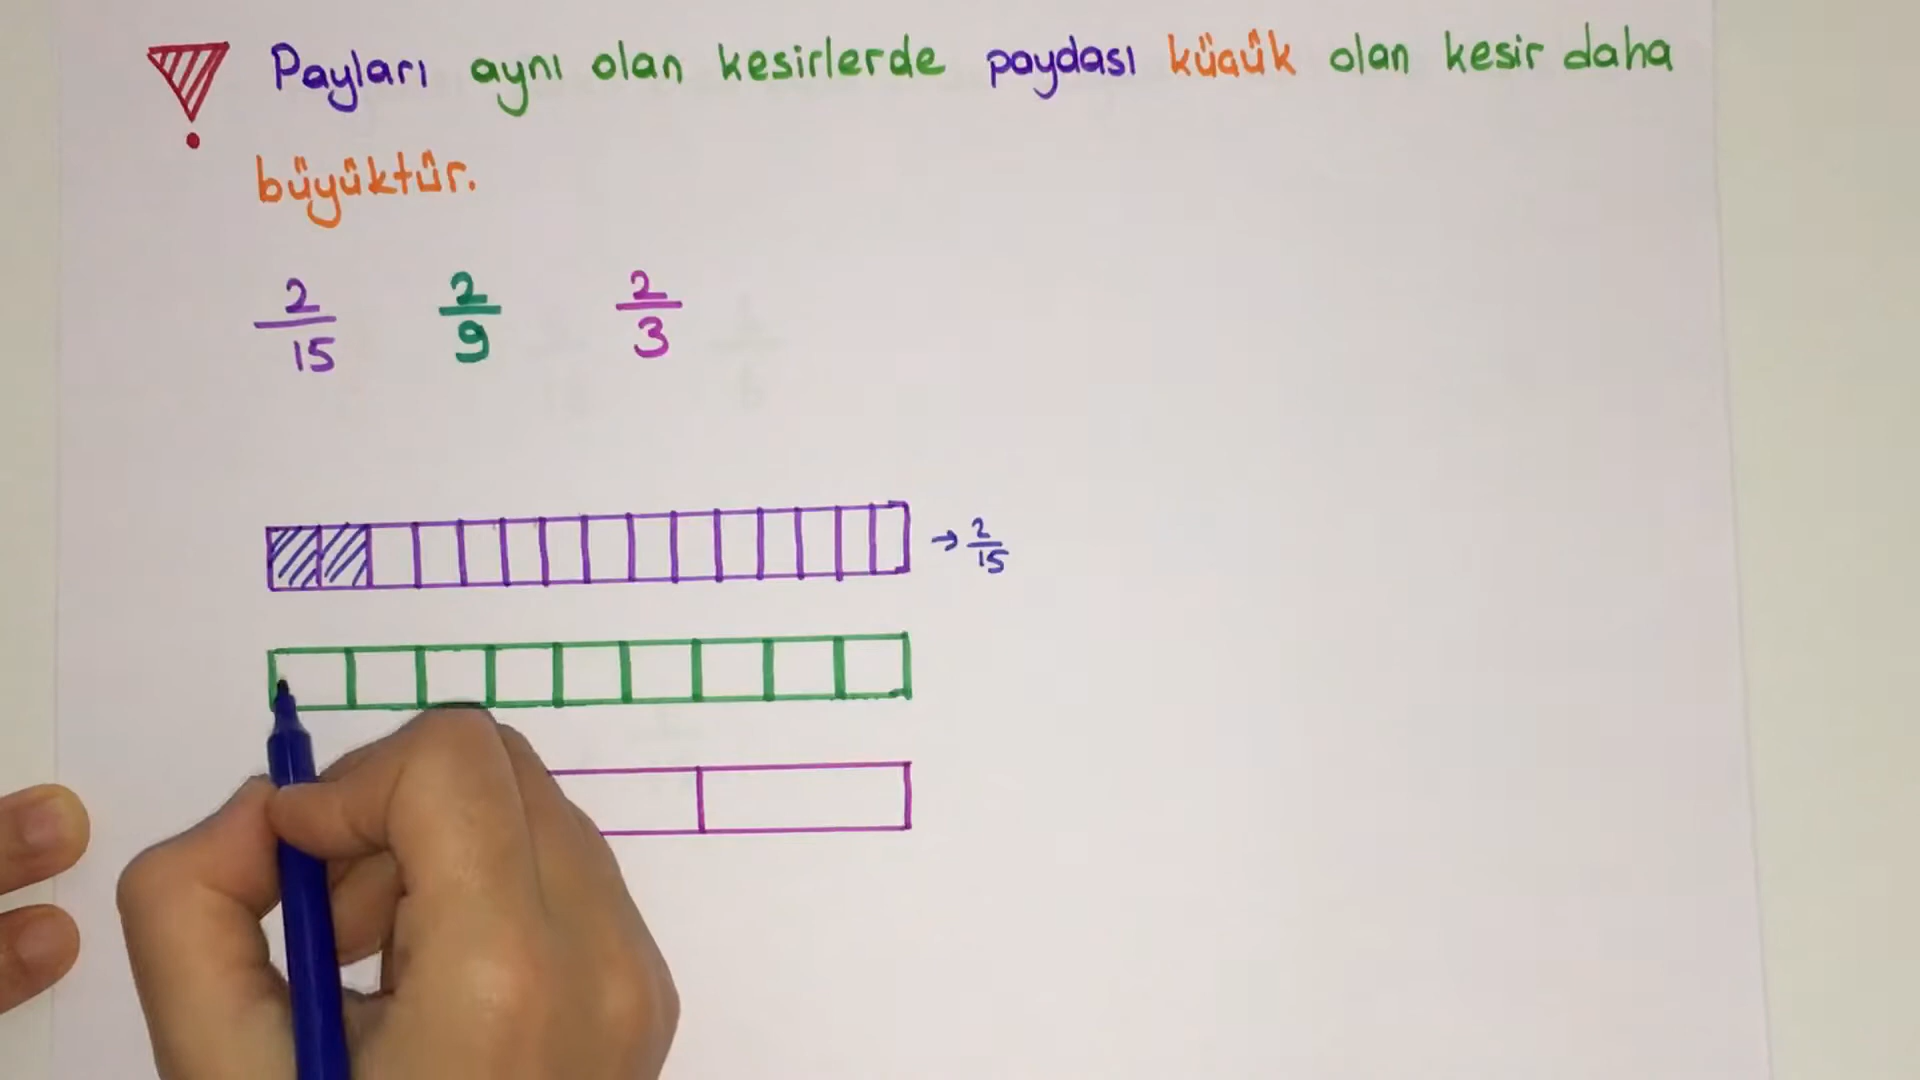 Payları aynı olan kesirlerde paydası küçük olan kesir daha
büyüktür.
2/15 2/9 2/3
→ 2/15